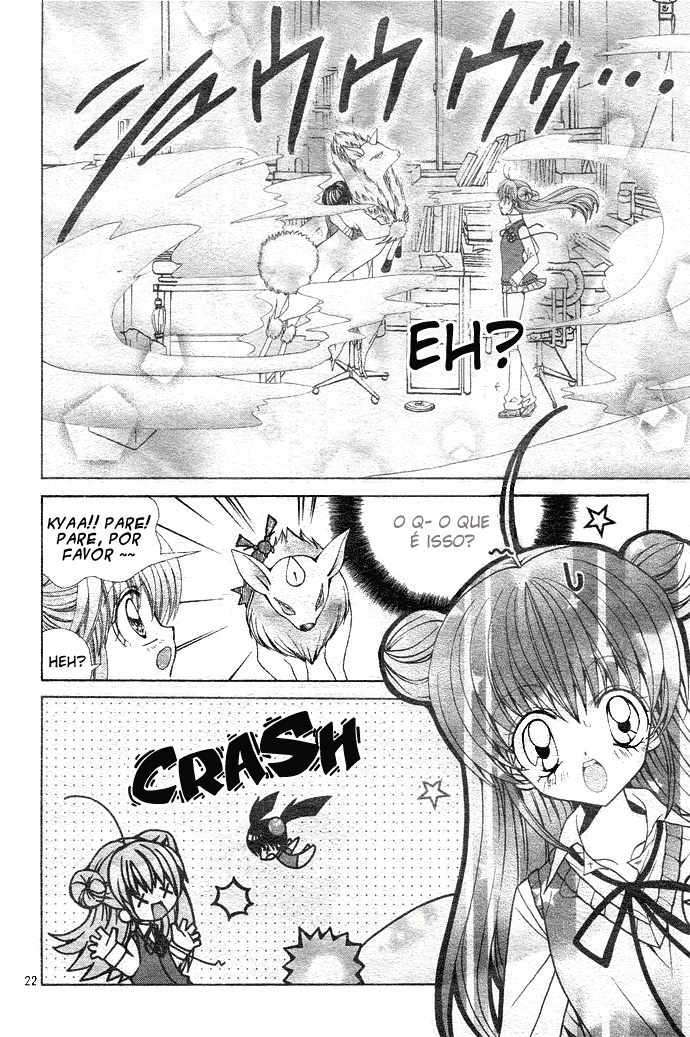 シュウウウゥ・・・
EH?
KYAA!! PARE!
PARE, POR
FAVOR ~~
O Q- O QUE
É ISSO?
HEH?
CRASH
22